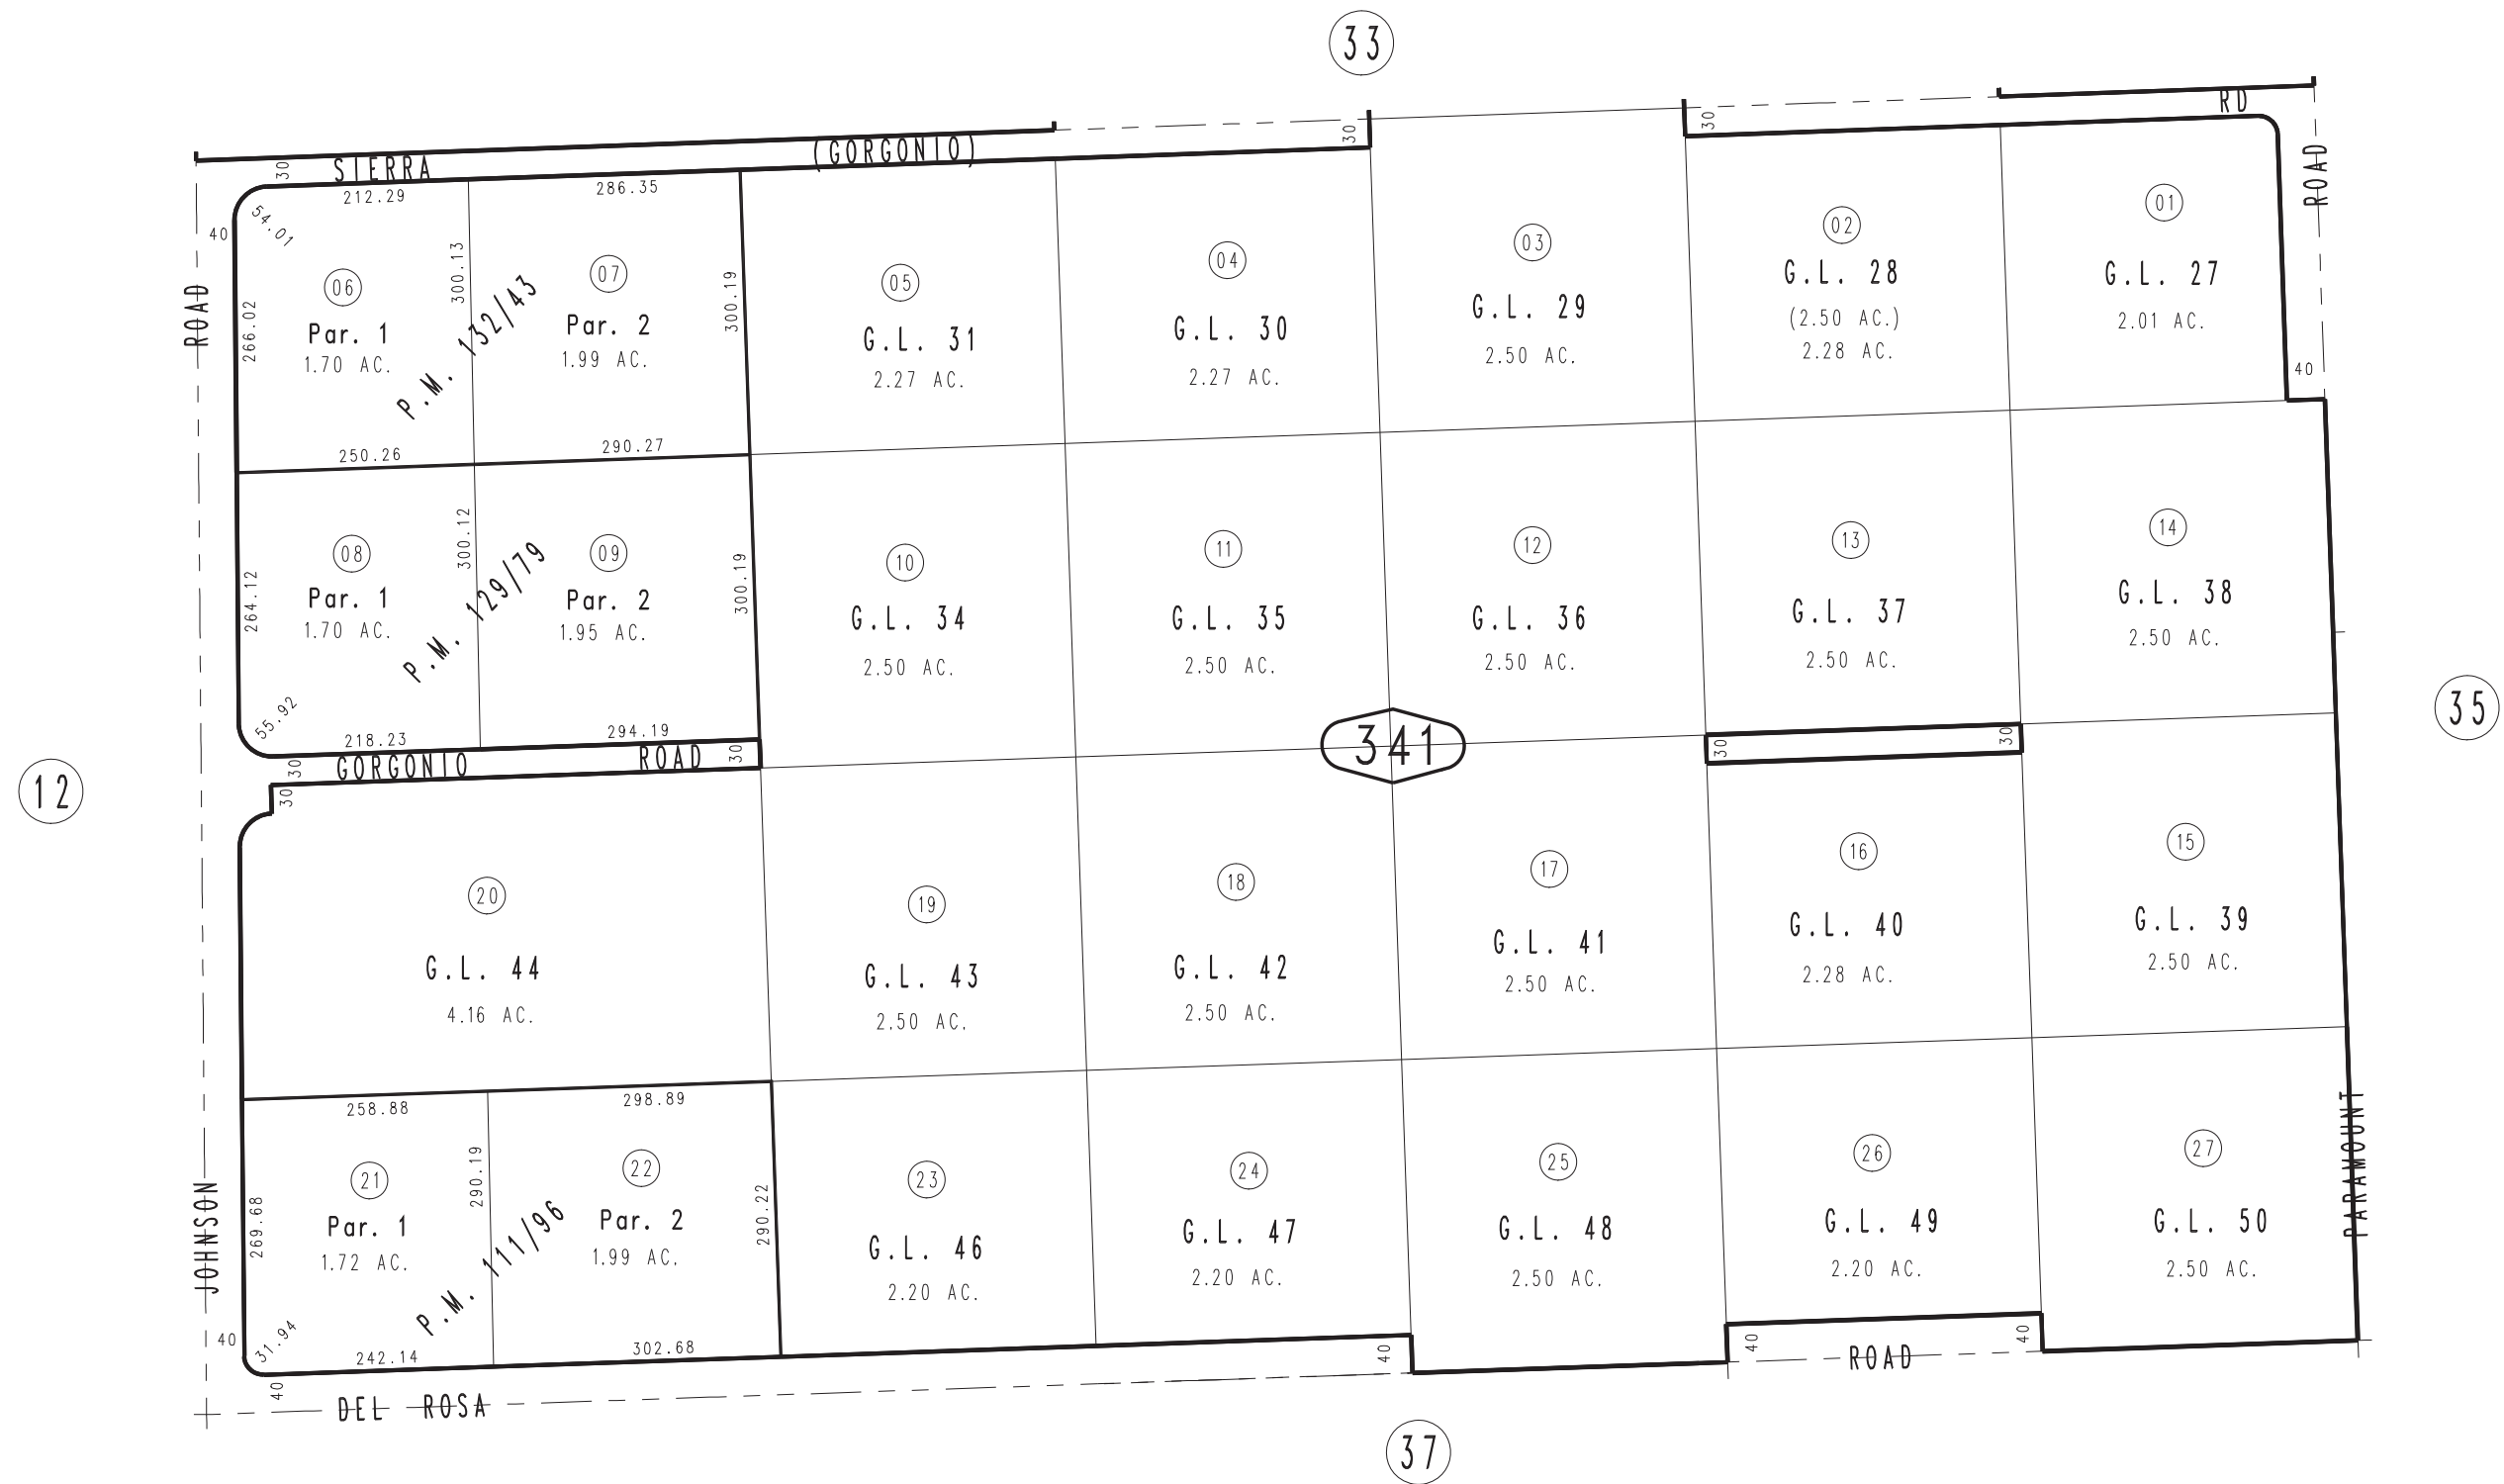 33
RD
30
30
(GORGONIO)
SIERRA
30
212.29
286.35
54.01
40
ROAD
266.02
300.13
300.19
06
Par. 1
1.70 AC.
P.M. 132/43
07
Par. 2
1.99 AC.
05
G.L. 31
2.27 AC.
04
G.L. 30
2.27 AC.
03
G.L. 29
2.50 AC.
02
G.L. 28
(2.50 AC.)
2.28 AC.
01
G.L. 27
2.01 AC.
ROAD
40
250.26
290.27
264.12
300.12
300.19
08
Par. 1
1.70 AC.
P.M. 129/79
09
Par. 2
1.95 AC.
10
G.L. 34
2.50 AC.
11
G.L. 35
2.50 AC.
12
G.L. 36
2.50 AC.
13
G.L. 37
2.50 AC.
14
G.L. 38
2.50 AC.
55.92
218.23
294.19
30
GORGONIO ROAD
30
30
341
30
30
35
12
20
G.L. 44
4.16 AC.
19
G.L. 43
2.50 AC.
18
G.L. 42
2.50 AC.
17
G.L. 41
2.50 AC.
16
G.L. 40
2.28 AC.
15
G.L. 39
2.50 AC.
258.88
298.89
JOHNSON
269.68
290.19
290.22
21
Par. 1
1.72 AC.
P.M. 111/96
22
Par. 2
1.99 AC.
23
G.L. 46
2.20 AC.
24
G.L. 47
2.20 AC.
25
G.L. 48
2.50 AC.
26
G.L. 49
2.20 AC.
27
G.L. 50
2.50 AC.
PARAMOUNT
40
31.94
242.14
302.68
40
40
40
40
DEL ROSA
ROAD
37